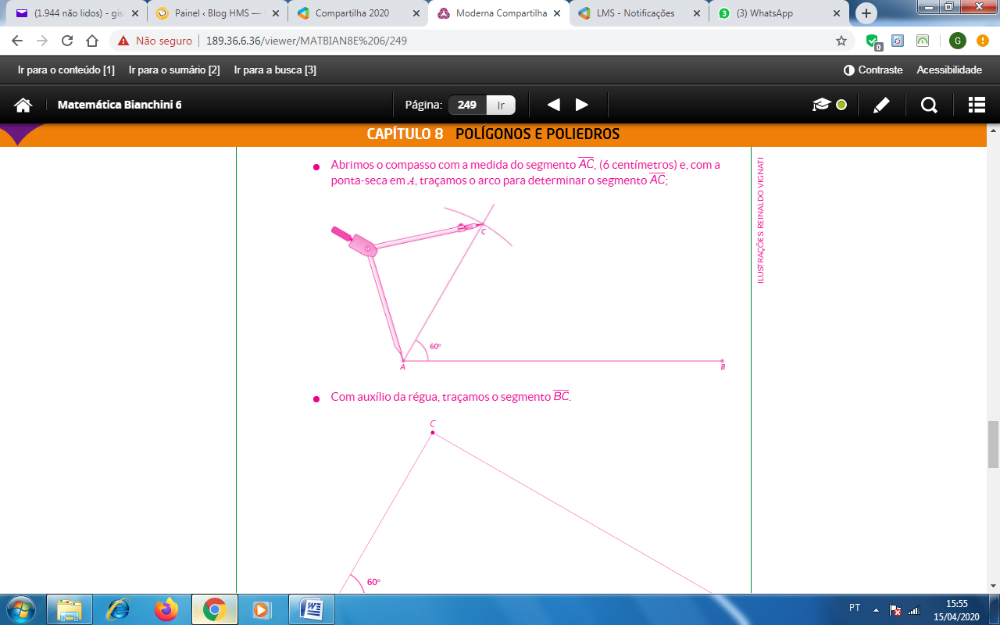 (1.944 não lidos) - gis
Painel ‹ Blog HMS —
Compartilha 2020
Moderna Compartilha
LMS - Notificações
(3) WhatsApp
Não seguro
189.36.6.36/viewer/MATBIAN8E%206/249
0
G
Ir para o conteúdo [1]
Ir para o sumário [2]
Ir para a busca [3]
Contraste
Acessibilidade
Matemática Bianchini 6
Página:
249
Ir
CAPÍTULO 8 POLÍGONOS E POLIEDROS
Abrimos o compasso com a medida do segmento AC, (6 centímetros) e, com a
ponta-seca em A, traçamos o arco para determinar o segmento AC;
ILUSTRAÇÕES: REINALDO VIGNATI
C
60°
A
B
Com auxílio da régua, traçamos o segmento BC.
C
60°
PT
15:55
15/04/2020